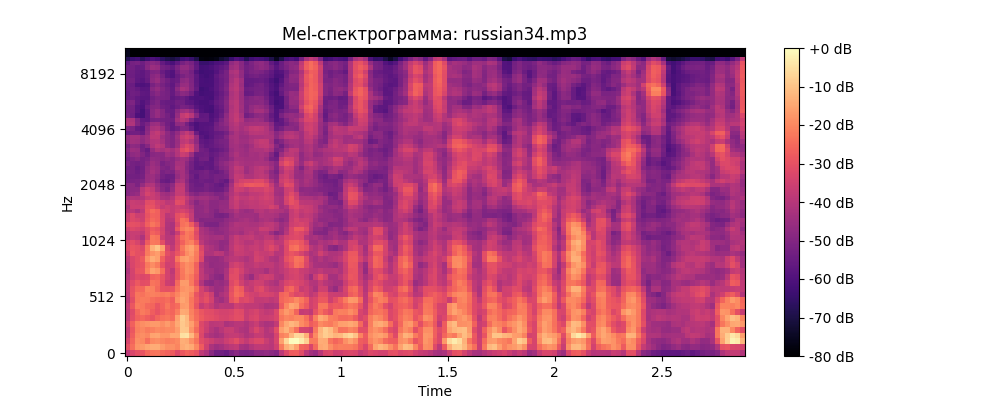 Mel-спектрограмма: russian34.mp3
8192
4096
2048
1024
512
0
Hz
0
0.5
1
1.5
2
2.5
Time
+0 dB
-10 dB
-20 dB
-30 dB
-40 dB
-50 dB
-60 dB
-70 dB
-80 dB